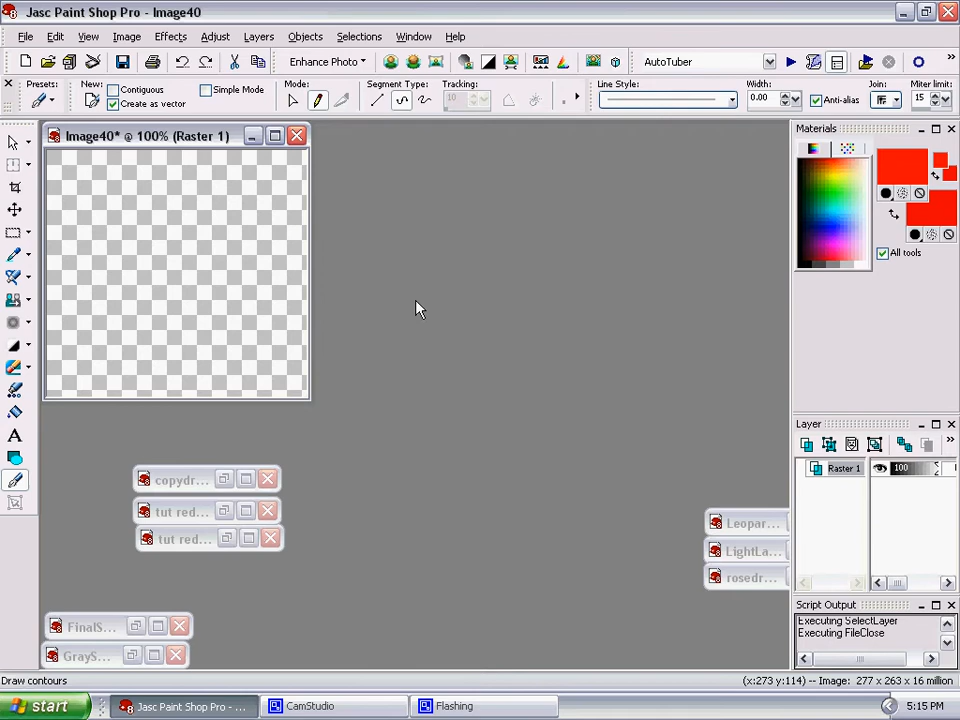 Jasc Paint Shop Pro - Image40
File Edit View Image Effects Adjust Layers Objects Selections Window Help
Enhance Photo AutoTuber
Presets: New: Contiguous Simple Mode Mode: Segment Type: Tracking: Line Style: Width: Join: Miter limit:
Create as vector 10 0.00 Anti-alias 15
Image40* @ 100% (Raster 1)
Materials
All tools
copydr...
tut red...
tut red...
FinalS...
GrayS...
Leopar...
LightLa...
rosedr...
Layer
Raster 1 100
Script Output
Executing SelectLayer
Executing FileClose
Draw contours
(x:273 y:114) -- Image: 277 x 263 x 16 million
start Jasc Paint Shop Pro - ... CamStudio Flashing 5:15 PM